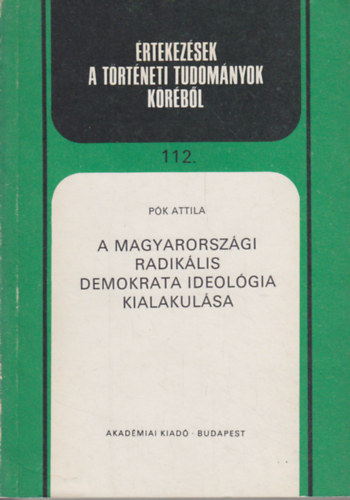 ÉRTEKEZÉSEK
A TÖRTÉNETI TUDOMÁNYOK
KÖRÉBŐL
112.
PÓK ATTILA
A MAGYARORSZÁGI
RADIKÁLIS
DEMOKRATA IDEOLÓGIA
KIALAKULÁSA
AKADÉMIAI KIADÓ · BUDAPEST